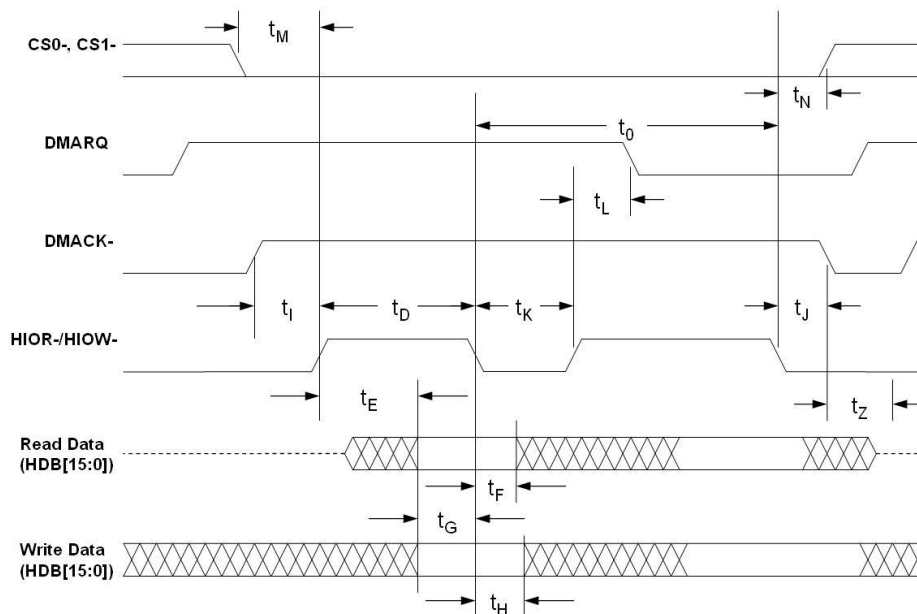 t_M
CS0-, CS1-
t_N
t_0
DMARQ
t_L
DMACK-
t_I
t_D
t_K
t_J
HIOR-/HIOW-
t_E
t_Z
Read Data
(HDB[15:0])
t_F
t_G
Write Data
(HDB[15:0])
t_H